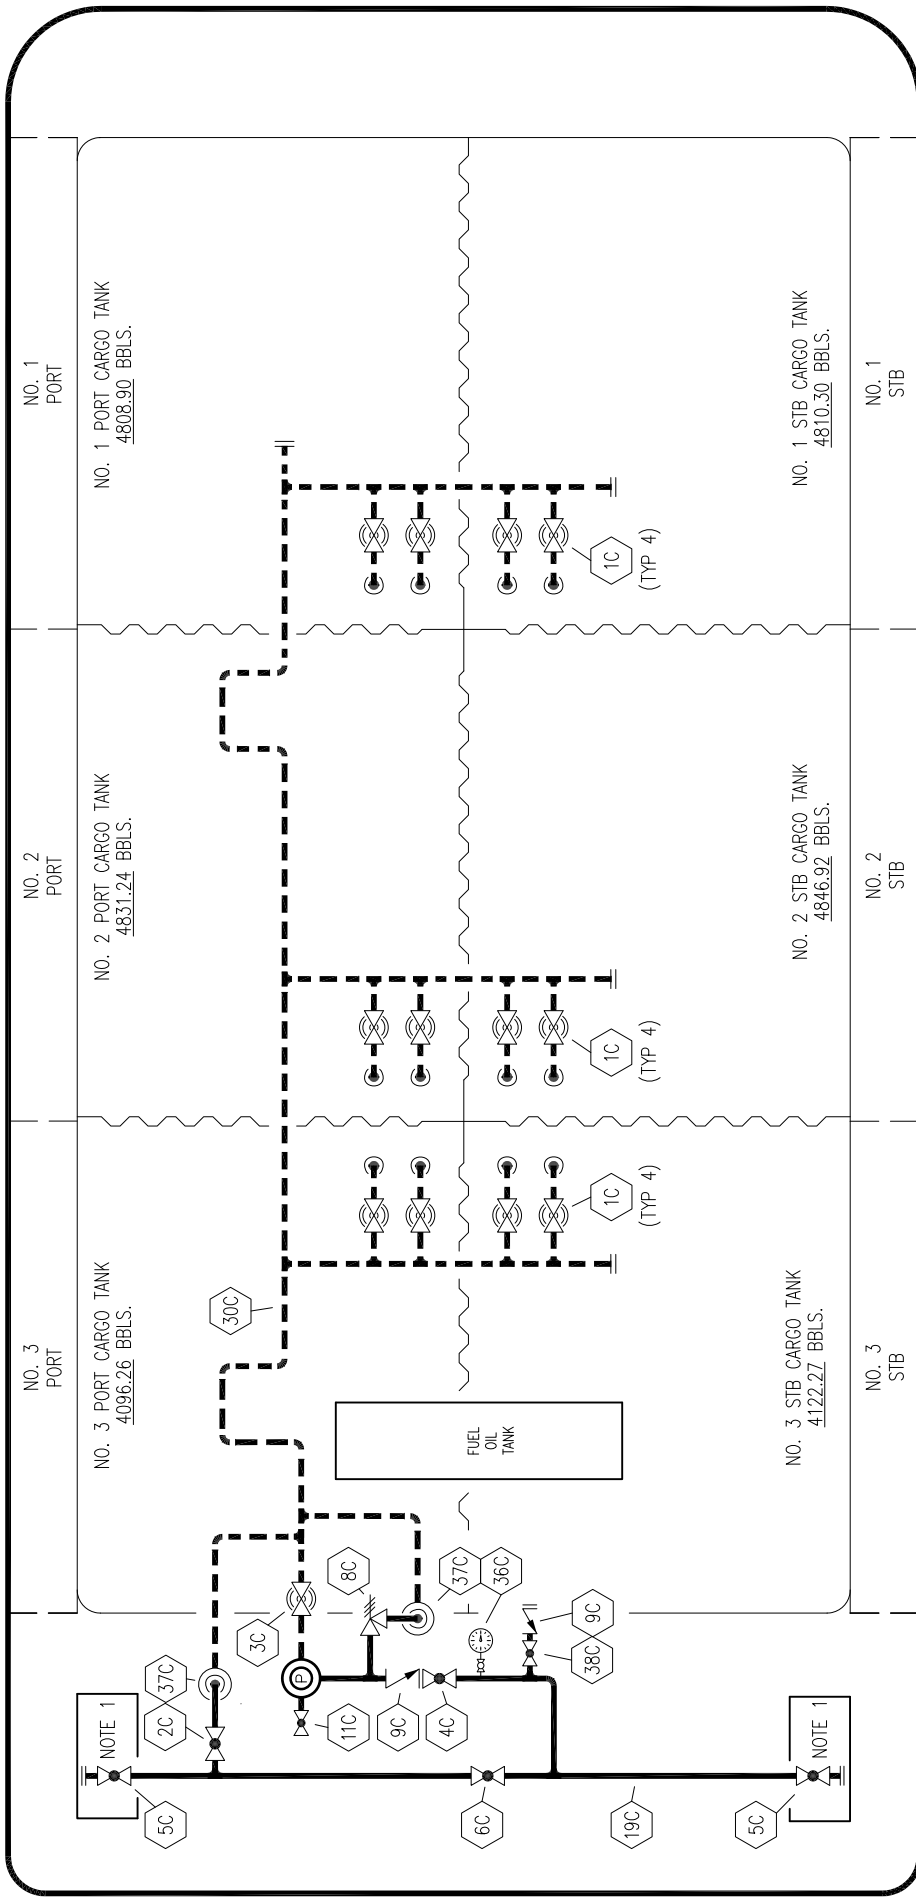 NO. 3
PORT
NO. 2
PORT
NO. 1
PORT
NO. 3 PORT CARGO TANK
4096.26 BBLS.
NO. 2 PORT CARGO TANK
4831.24 BBLS.
NO. 1 PORT CARGO TANK
4808.90 BBLS.
NOTE 1
5C
2C
37C
3C
30C
8C
11C
9C
4C
37C
36C
P
FUEL
OIL
TANK
6C
38C
9C
19C
1C
(TYP 4)
1C
(TYP 4)
1C
(TYP 4)
5C
NOTE 1
NO. 3 STB CARGO TANK
4122.27 BBLS.
NO. 2 STB CARGO TANK
4846.92 BBLS.
NO. 1 STB CARGO TANK
4810.30 BBLS.
NO. 3
STB
NO. 2
STB
NO. 1
STB